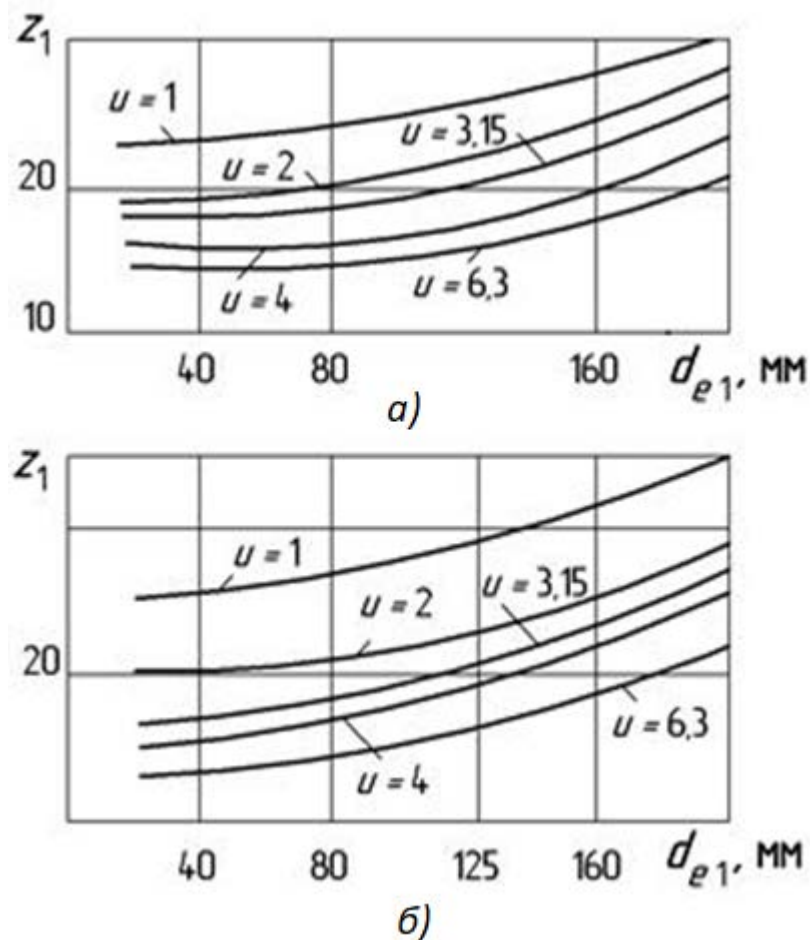 z₁
u = 1
u = 3,15
20
u = 2
u = 4
u = 6,3
10
40 80 160 dₑ₁, мм
а)
z₁
u = 1
u = 3,15
u = 2
20
u = 6,3
u = 4
40 80 125 160 dₑ₁, мм
б)